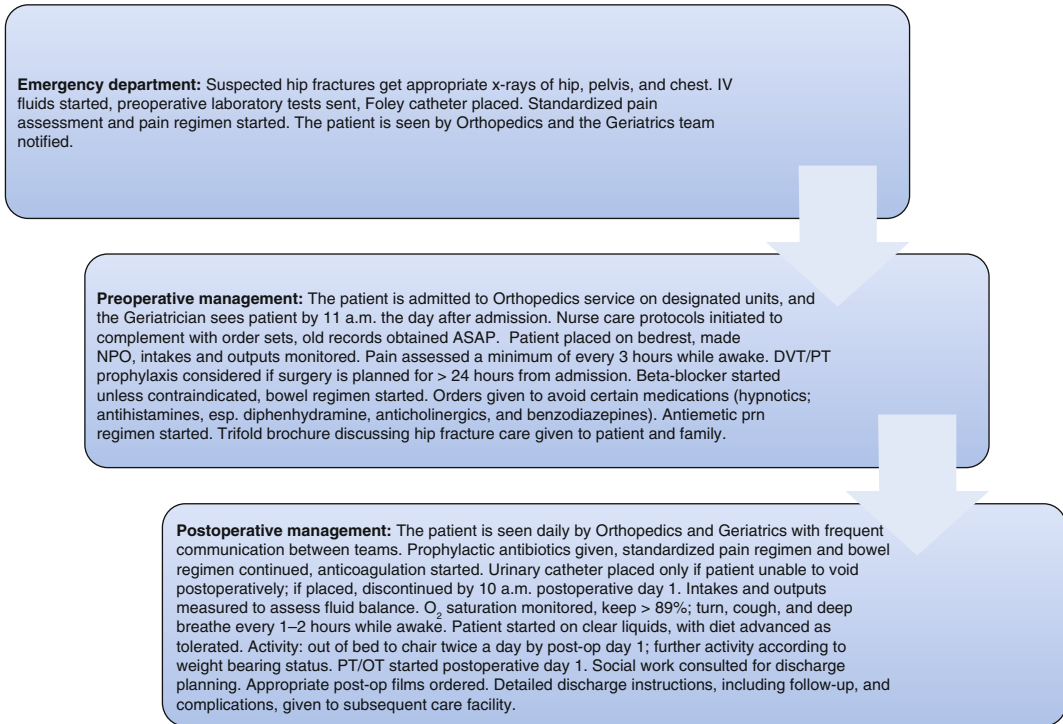 Emergency department: Suspected hip fractures get appropriate x-rays of hip, pelvis, and chest. IV
fluids started, preoperative laboratory tests sent, Foley catheter placed. Standardized pain
assessment and pain regimen started. The patient is seen by Orthopedics and the Geriatrics team
notified.
Preoperative management: The patient is admitted to Orthopedics service on designated units, and
the Geriatrician sees patient by 11 a.m. the day after admission. Nurse care protocols initiated to
complement with order sets, old records obtained ASAP. Patient placed on bedrest, made
NPO, intakes and outputs monitored. Pain assessed a minimum of every 3 hours while awake. DVT/PT
prophylaxis considered if surgery is planned for > 24 hours from admission. Beta-blocker started
unless contraindicated, bowel regimen started. Orders given to avoid certain medications (hypnotics;
antihistamines, esp. diphenhydramine, anticholinergics, and benzodiazepines). Antiemetic prn
regimen started. Trifold brochure discussing hip fracture care given to patient and family.
Postoperative management: The patient is seen daily by Orthopedics and Geriatrics with frequent
communication between teams. Prophylactic antibiotics given, standardized pain regimen and bowel
regimen continued, anticoagulation started. Urinary catheter placed only if patient unable to void
postoperatively; if placed, discontinued by 10 a.m. postoperative day 1. Intakes and outputs
measured to assess fluid balance. O₂ saturation monitored, keep > 89%; turn, cough, and deep
breathe every 1–2 hours while awake. Patient started on clear liquids, with diet advanced as
tolerated. Activity: out of bed to chair twice a day by post-op day 1; further activity according to
weight bearing status. PT/OT started postoperative day 1. Social work consulted for discharge
planning. Appropriate post-op films ordered. Detailed discharge instructions, including follow-up, and
complications, given to subsequent care facility.